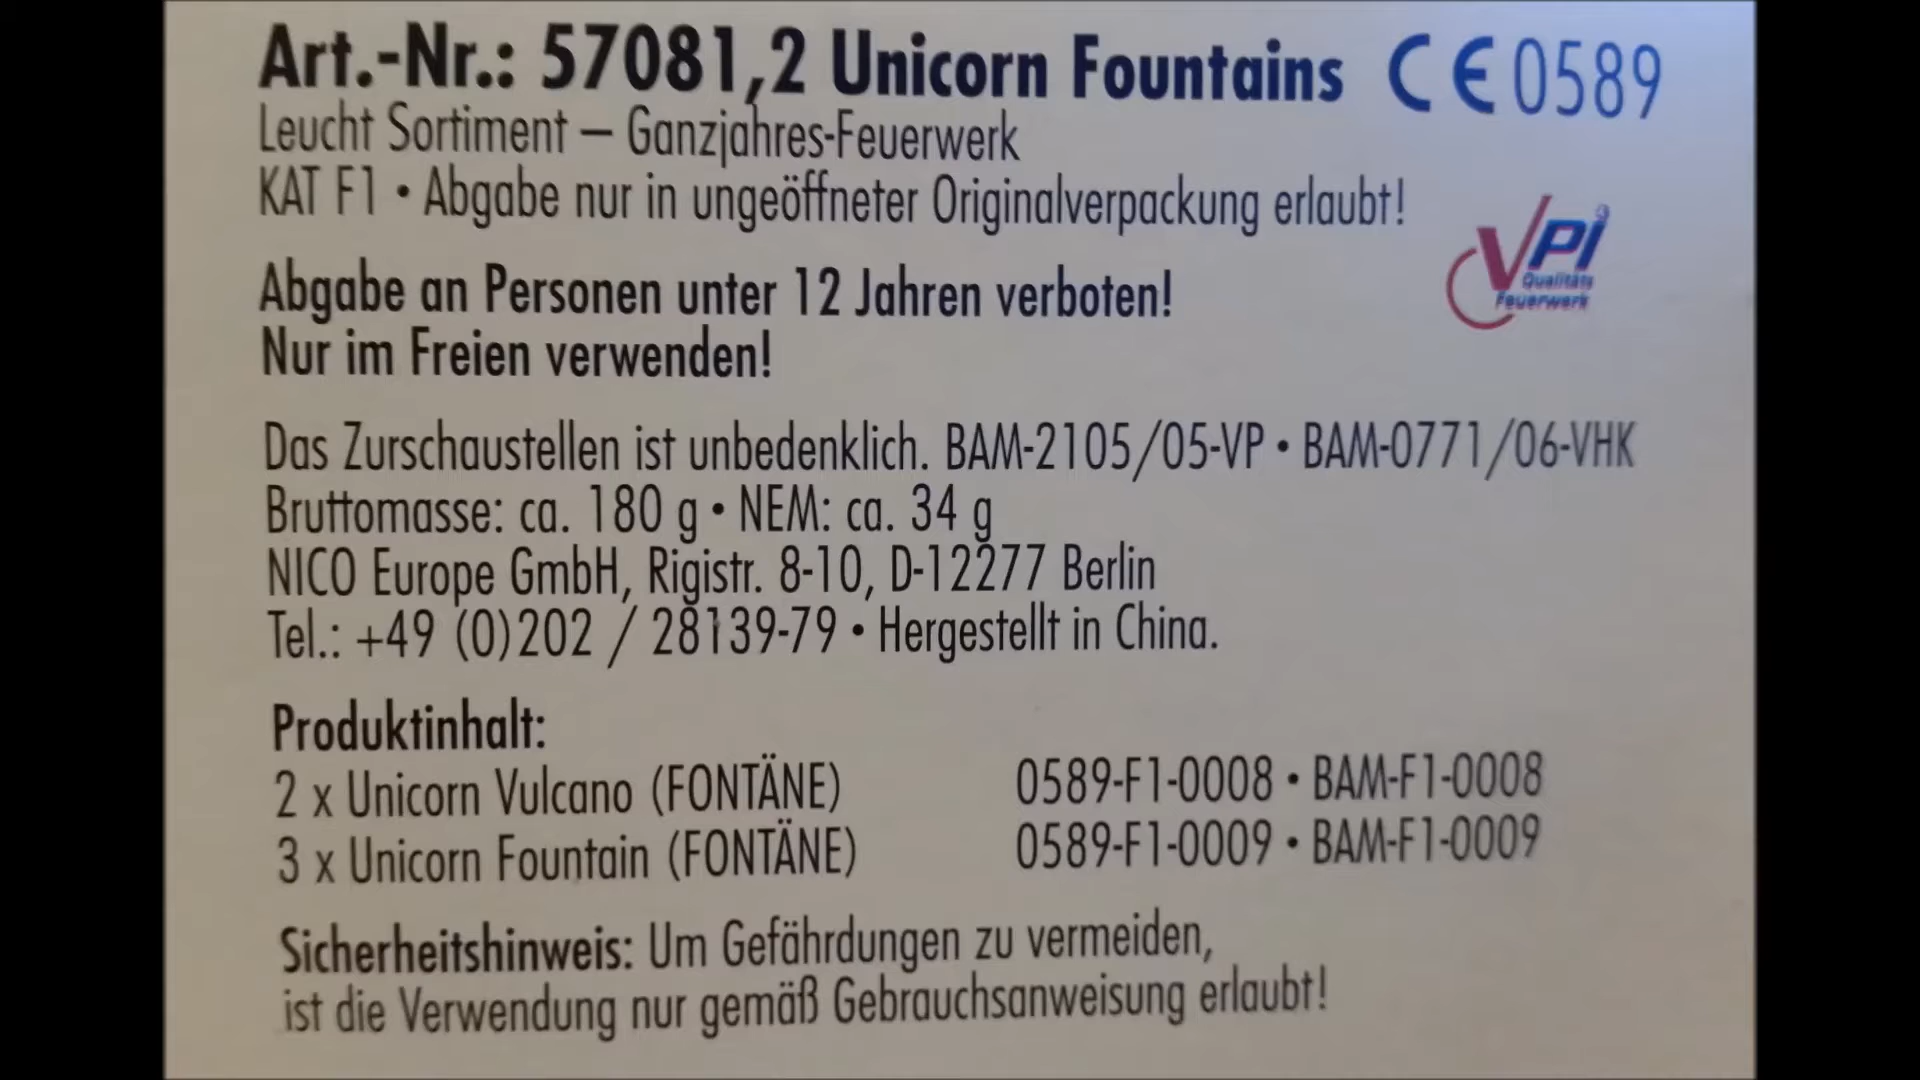 Art.-Nr.: 57081,2 Unicorn Fountains CE 0589
Leucht Sortiment – Ganzjahres-Feuerwerk
KAT F1 • Abgabe nur in ungeöffneter Originalverpackung erlaubt!
VPI
Qualitäts
Feuerwerk
Abgabe an Personen unter 12 Jahren verboten!
Nur im Freien verwenden!
Das Zurschaustellen ist unbedenklich. BAM-2105/05-VP • BAM-0771/06-VHK
Bruttomasse: ca. 180 g • NEM: ca. 34 g
NICO Europe GmbH, Rigistr. 8-10, D-12277 Berlin
Tel.: +49 (0)202 / 28139-79 • Hergestellt in China.
Produktinhalt:
2 x Unicorn Vulcano (FONTÄNE) 0589-F1-0008 • BAM-F1-0008
3 x Unicorn Fountain (FONTÄNE) 0589-F1-0009 • BAM-F1-0009
Sicherheitshinweis: Um Gefährdungen zu vermeiden,
ist die Verwendung nur gemäß Gebrauchsanweisung erlaubt!